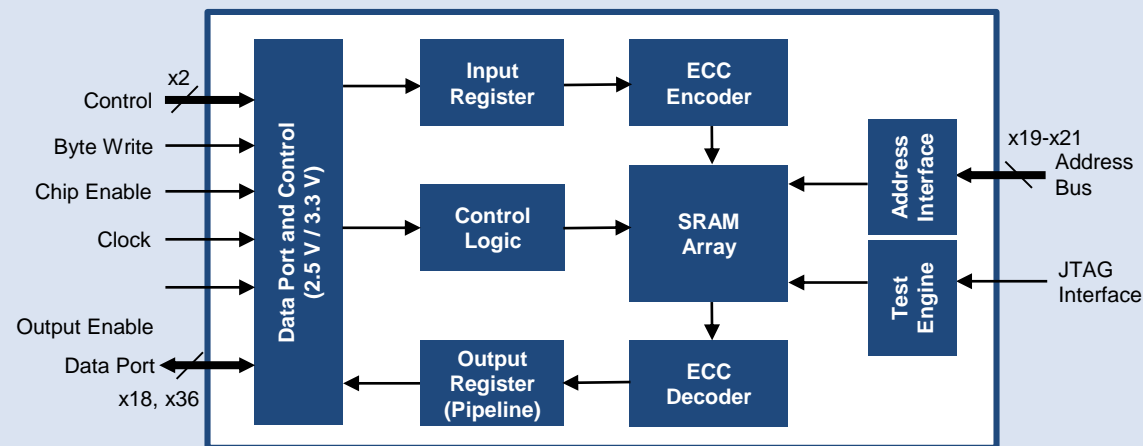 x2
Control
Byte Write
Chip Enable
Clock
Output Enable
Data Port
x18, x36
Data Port and Control
(2.5 V / 3.3 V)
Input
Register
ECC
Encoder
Control
Logic
SRAM
Array
Output
Register
(Pipeline)
ECC
Decoder
Address
Interface
Test
Engine
x19-x21
Address
Bus
JTAG
Interface